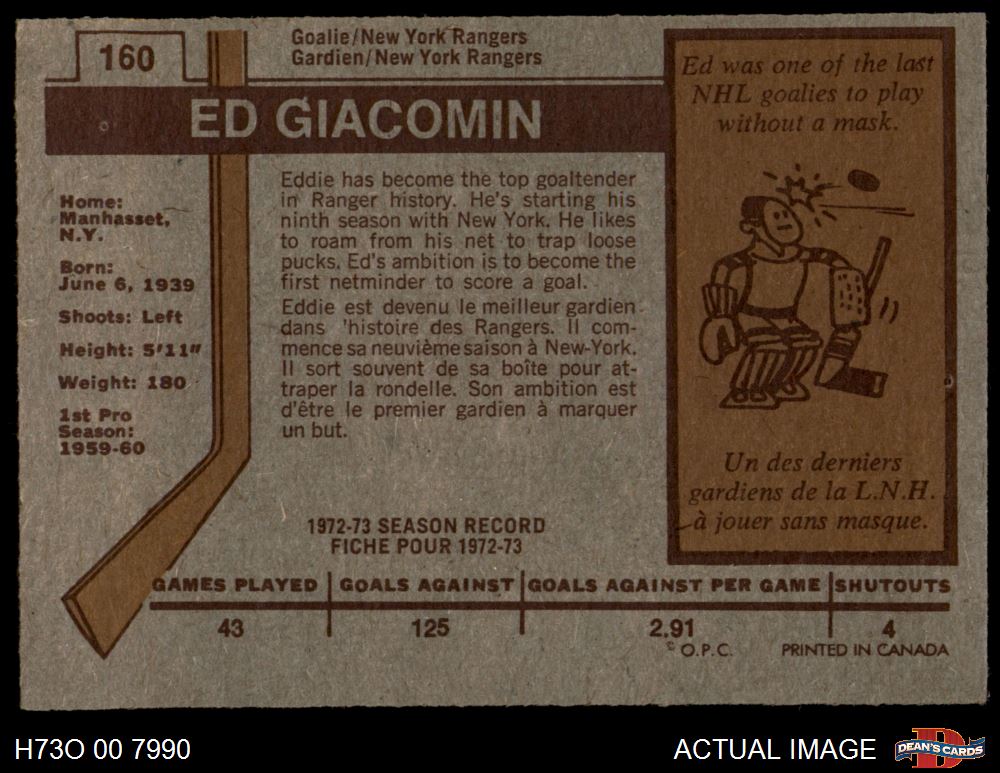 160
Goalie/New York Rangers
Gardien/New York Rangers
ED GIACOMIN
Home:
Manhasset,
N.Y.
Born:
June 6, 1939
Shoots: Left
Height: 5'11"
Weight: 180
1st Pro
Season:
1959-60
Eddie has become the top goaltender
in Ranger history. He's starting his
ninth season with New York. He likes
to roam from his net to trap loose
pucks. Ed's ambition is to become the
first netminder to score a goal.
Eddie est devenu le meilleur gardien
dans 'histoire des Rangers. Il com-
mence sa neuvième saison à New-York.
Il sort souvent de sa boîte pour at-
traper la rondelle. Son ambition est
d'être le premier gardien à marquer
un but.
Ed was one of the last
NHL goalies to play
without a mask.
Un des derniers
gardiens de la L.N.H.
à jouer sans masque.
1972-73 SEASON RECORD
FICHE POUR 1972-73
GAMES PLAYED GOALS AGAINST GOALS AGAINST PER GAME SHUTOUTS
43 125 2.91 4
© O.P.C. PRINTED IN CANADA
H73O 00 7990 ACTUAL IMAGE D DEAN'S CARDS